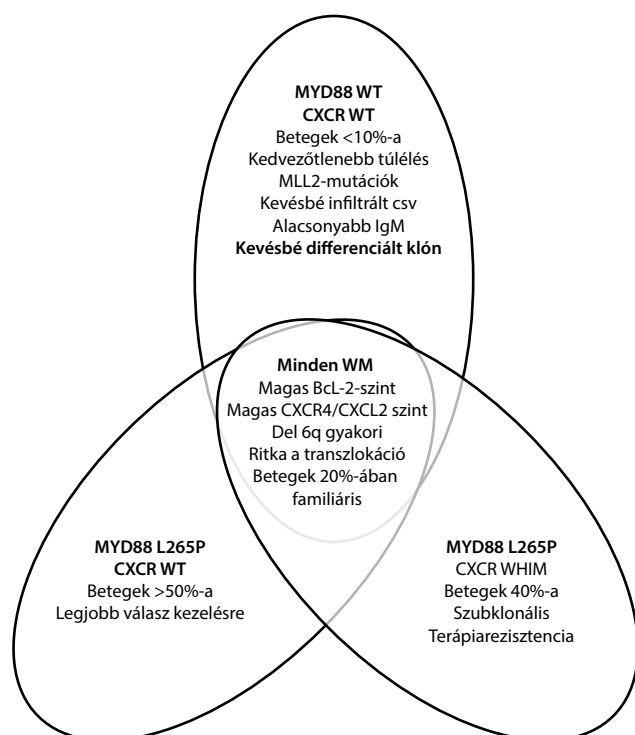 MYD88 WT
CXCR WT
Betegek <10%-a
Kedvezőtlenebb túlélés
MLL2-mutációk
Kevésbé infiltrált csv
Alacsonyabb IgM
Kevésbé differenciált klón
Minden WM
Magas BcL-2-szint
Magas CXCR4/CXCL2 szint
Del 6q gyakori
Ritka a transzlokáció
Betegek 20%-ában
familiáris
MYD88 L265P
CXCR WT
Betegek >50%-a
Legjobb válasz kezelésre
MYD88 L265P
CXCR WHIM
Betegek 40%-a
Szubklonális
Terápiarezisztencia